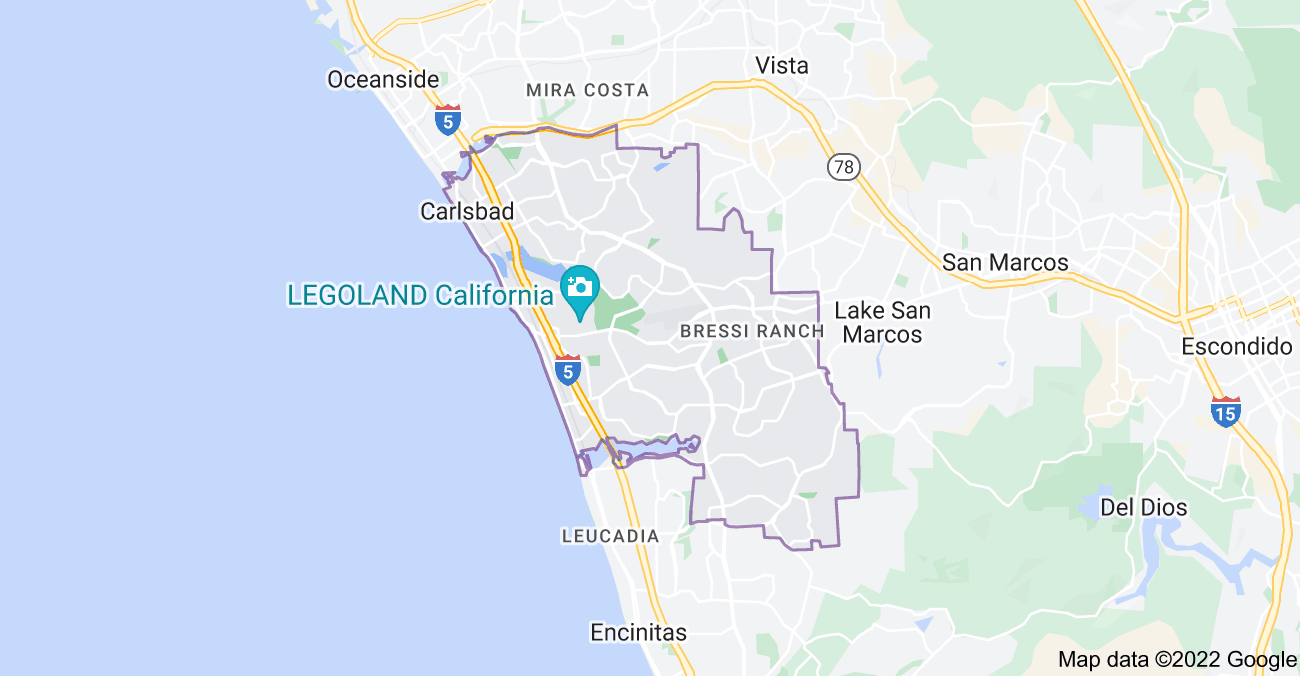 Vista
Oceanside
MIRA COSTA
5
78
Carlsbad
San Marcos
LEGOLAND California
Lake San
Marcos
BRESSI RANCH
Escondido
5
15
Del Dios
LEUCADIA
Encinitas
Map data ©2022 Google